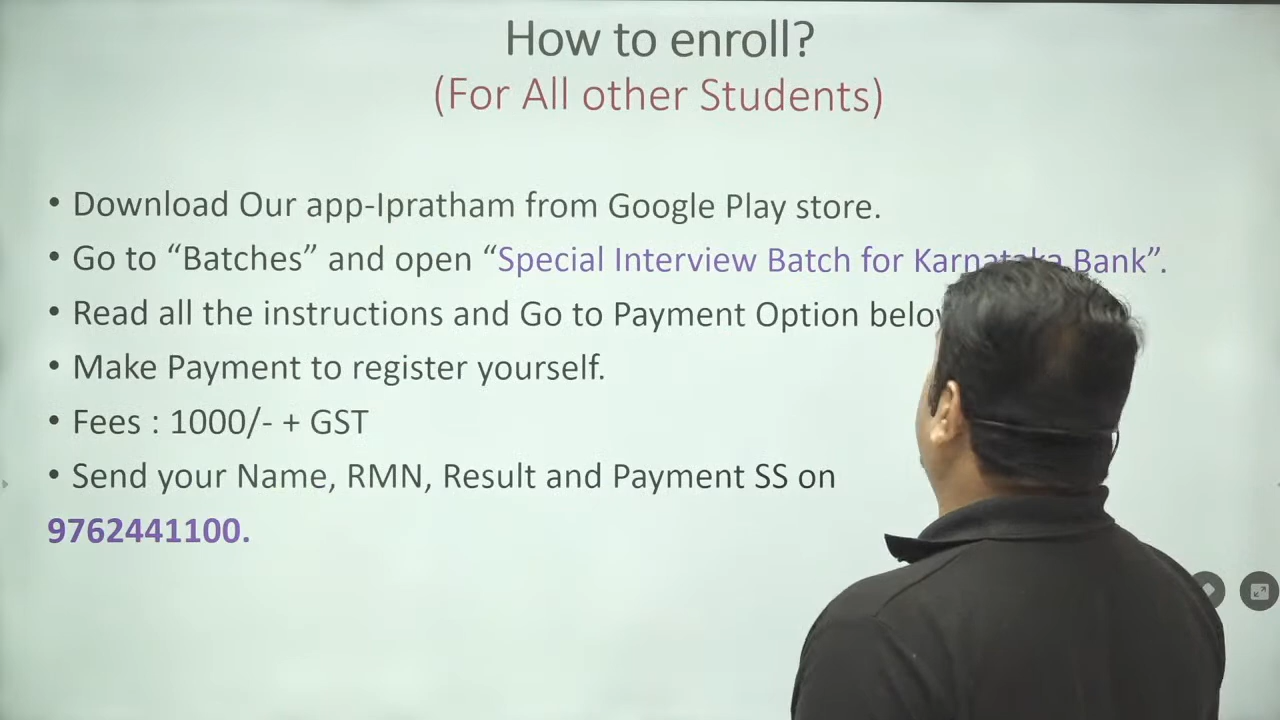 How to enroll?
(For All other Students)
• Download Our app-Ipratham from Google Play store.
• Go to “Batches” and open “Special Interview Batch for Karnataka Bank”.
• Read all the instructions and Go to Payment Option
• Make Payment to register yourself.
• Fees : 1000/- + GST
• Send your Name, RMN, Result and Payment SS on
9762441100.